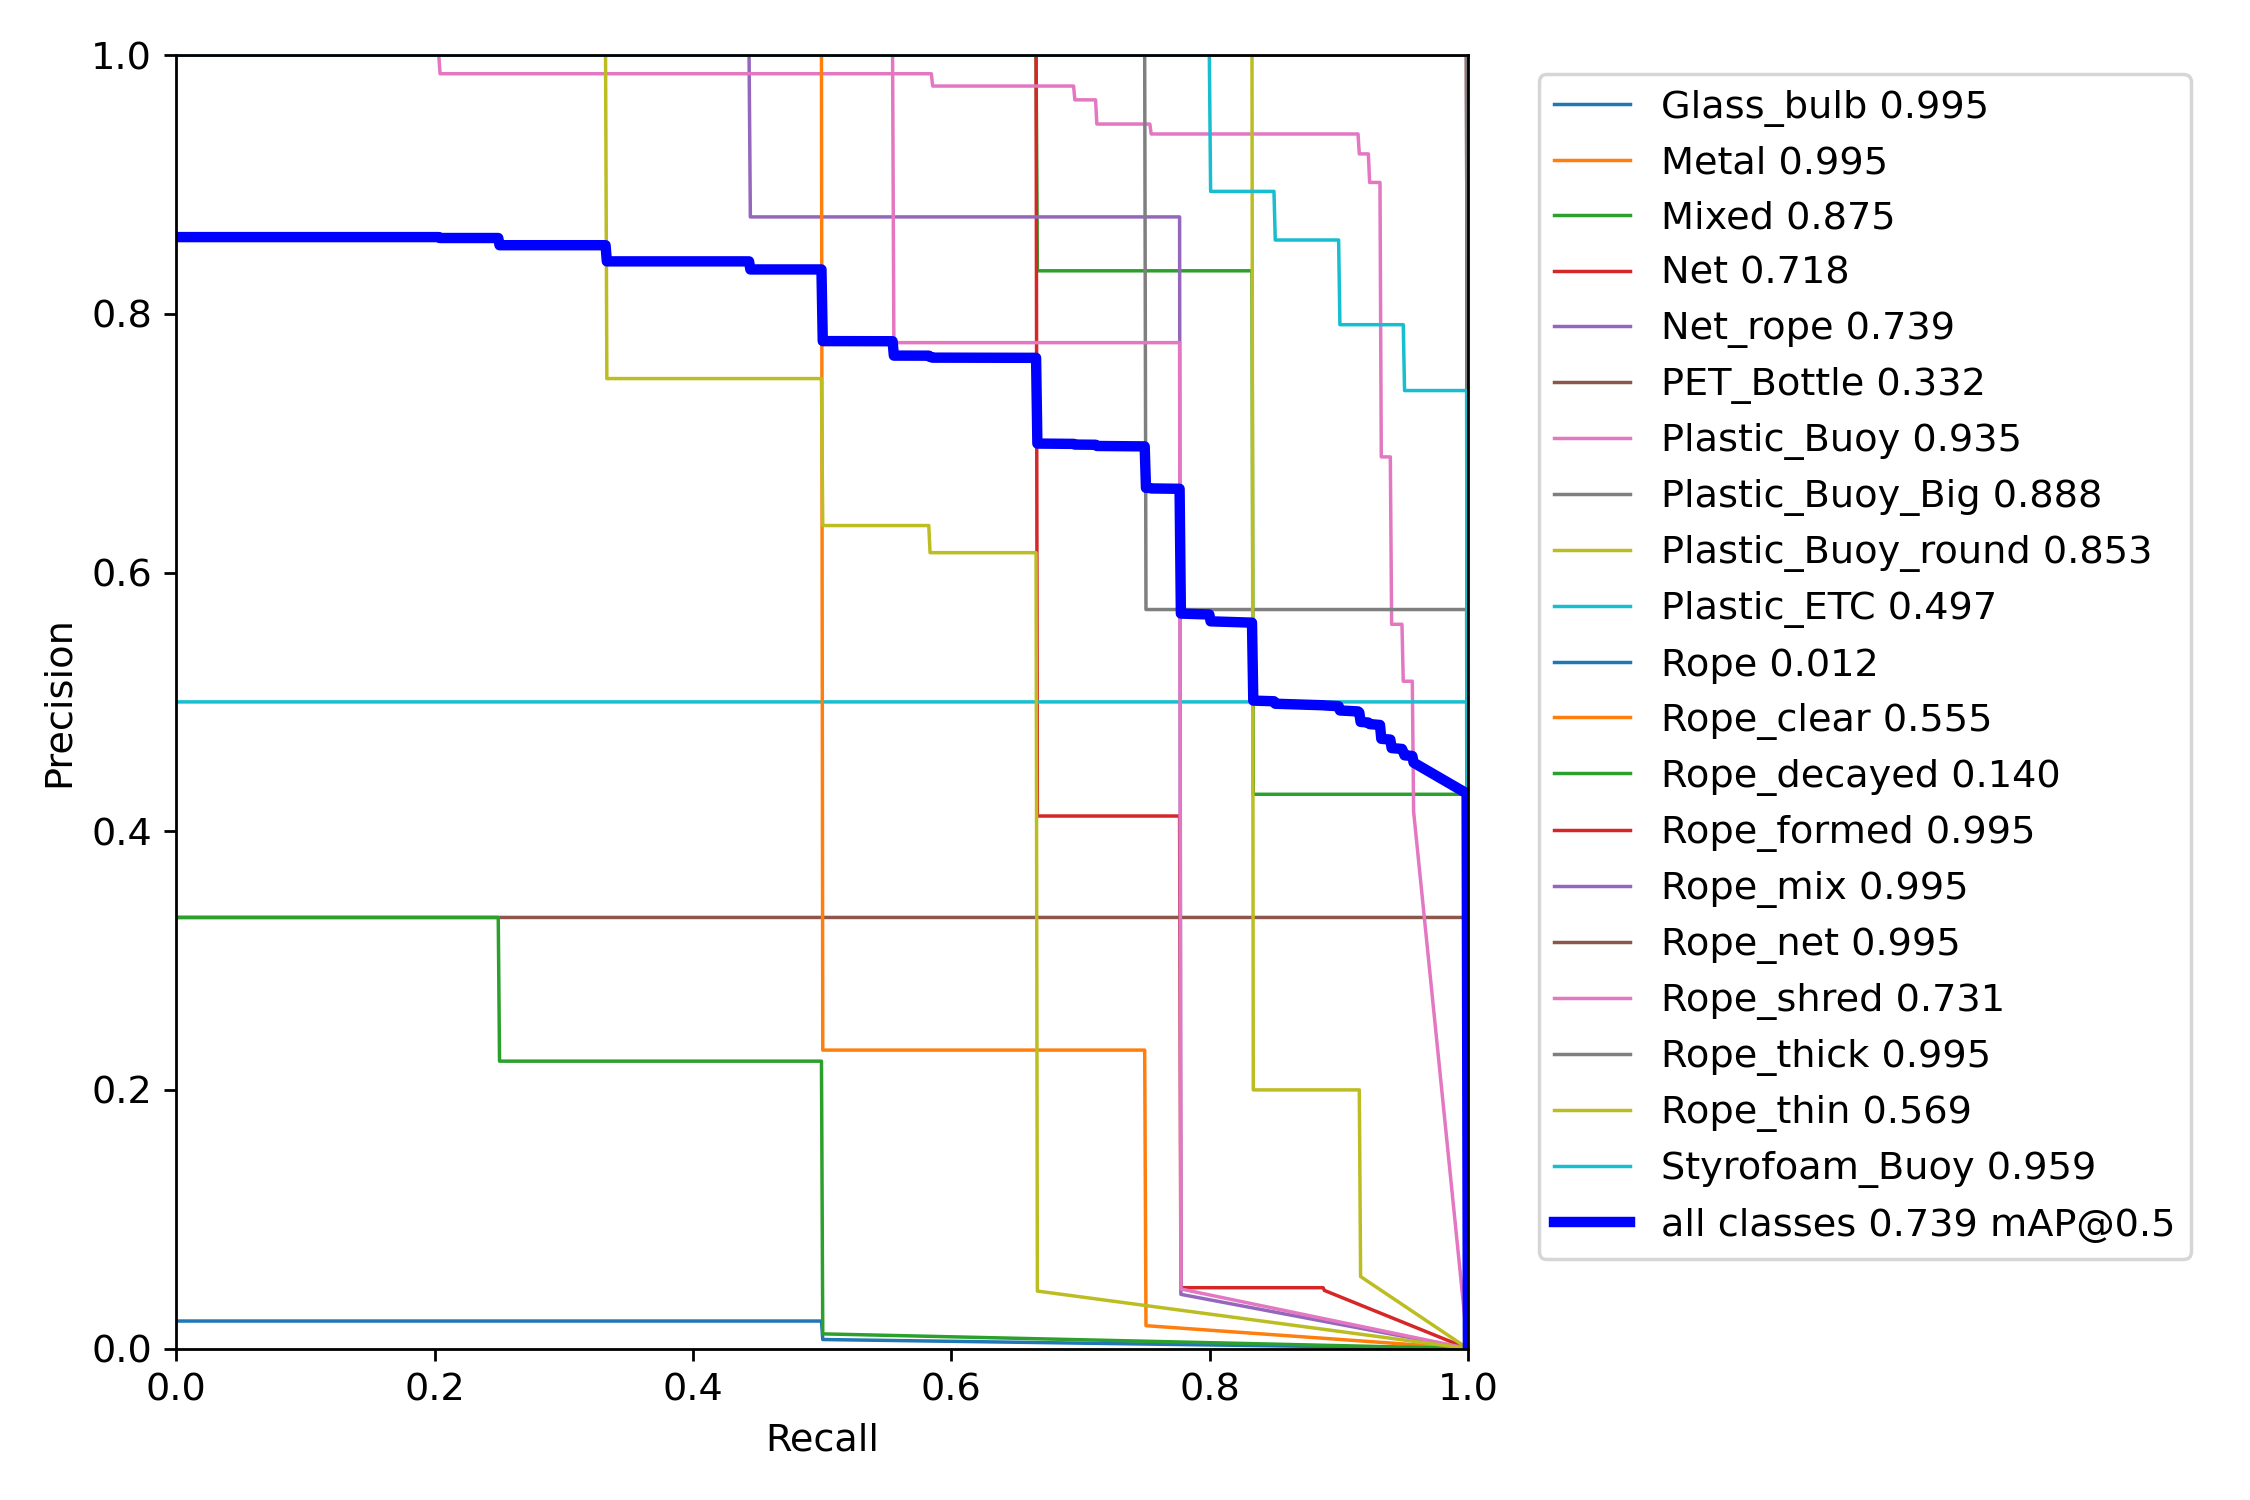 1.0
0.8
0.6
0.4
0.2
0.0
0.0 0.2 0.4 0.6 0.8 1.0
Precision
Recall
Glass_bulb 0.995
Metal 0.995
Mixed 0.875
Net 0.718
Net_rope 0.739
PET_Bottle 0.332
Plastic_Buoy 0.935
Plastic_Buoy_Big 0.888
Plastic_Buoy_round 0.853
Plastic_ETC 0.497
Rope 0.012
Rope_clear 0.555
Rope_decayed 0.140
Rope_formed 0.995
Rope_mix 0.995
Rope_net 0.995
Rope_shred 0.731
Rope_thick 0.995
Rope_thin 0.569
Styrofoam_Buoy 0.959
all classes 0.739 mAP@0.5